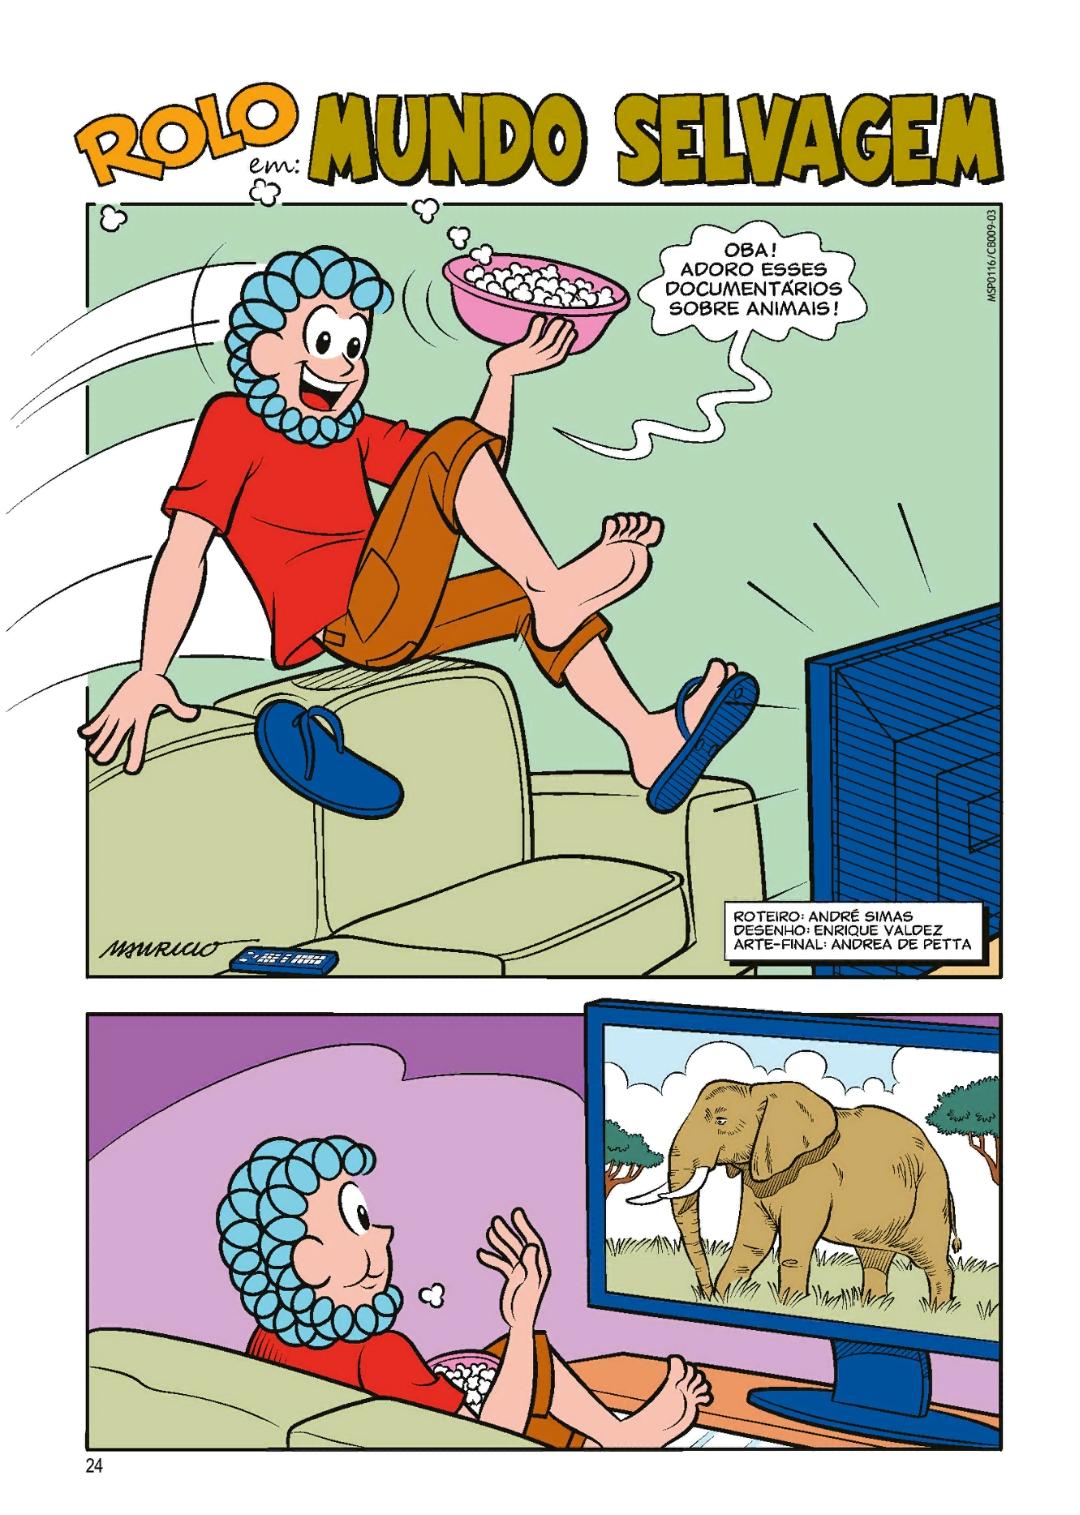 ROLO
em:
MUNDO SELVAGEM
OBA!
ADORO ESSES
DOCUMENTÁRIOS
SOBRE ANIMAIS!
MSP0116/CB009-03
ROTEIRO: ANDRÉ SIMAS
DESENHO: ENRIQUE VALDEZ
ARTE-FINAL: ANDREA DE PETTA
MAURICIO
24